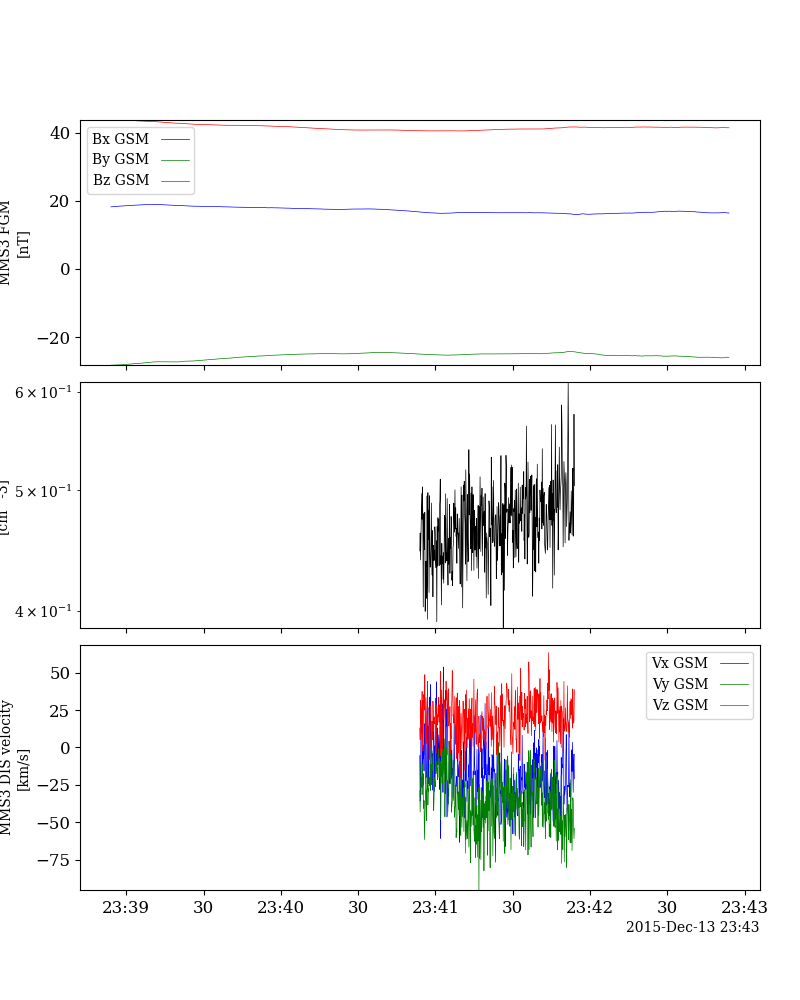 40
20
0
−20
MMS3 FGM
[nT]
Bx GSM
By GSM
Bz GSM
6 × 10⁻¹
5 × 10⁻¹
4 × 10⁻¹
50
25
0
−25
−50
−75
MMS3 DIS velocity
[km/s]
Vx GSM
Vy GSM
Vz GSM
23:39
30
23:40
30
23:41
30
23:42
30
23:43
2015-Dec-13 23:43